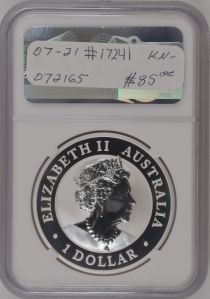 07-21 #17241 KN-
072165 $85.00
ELIZABETH II AUSTRALIA
· 1 DOLLAR ·